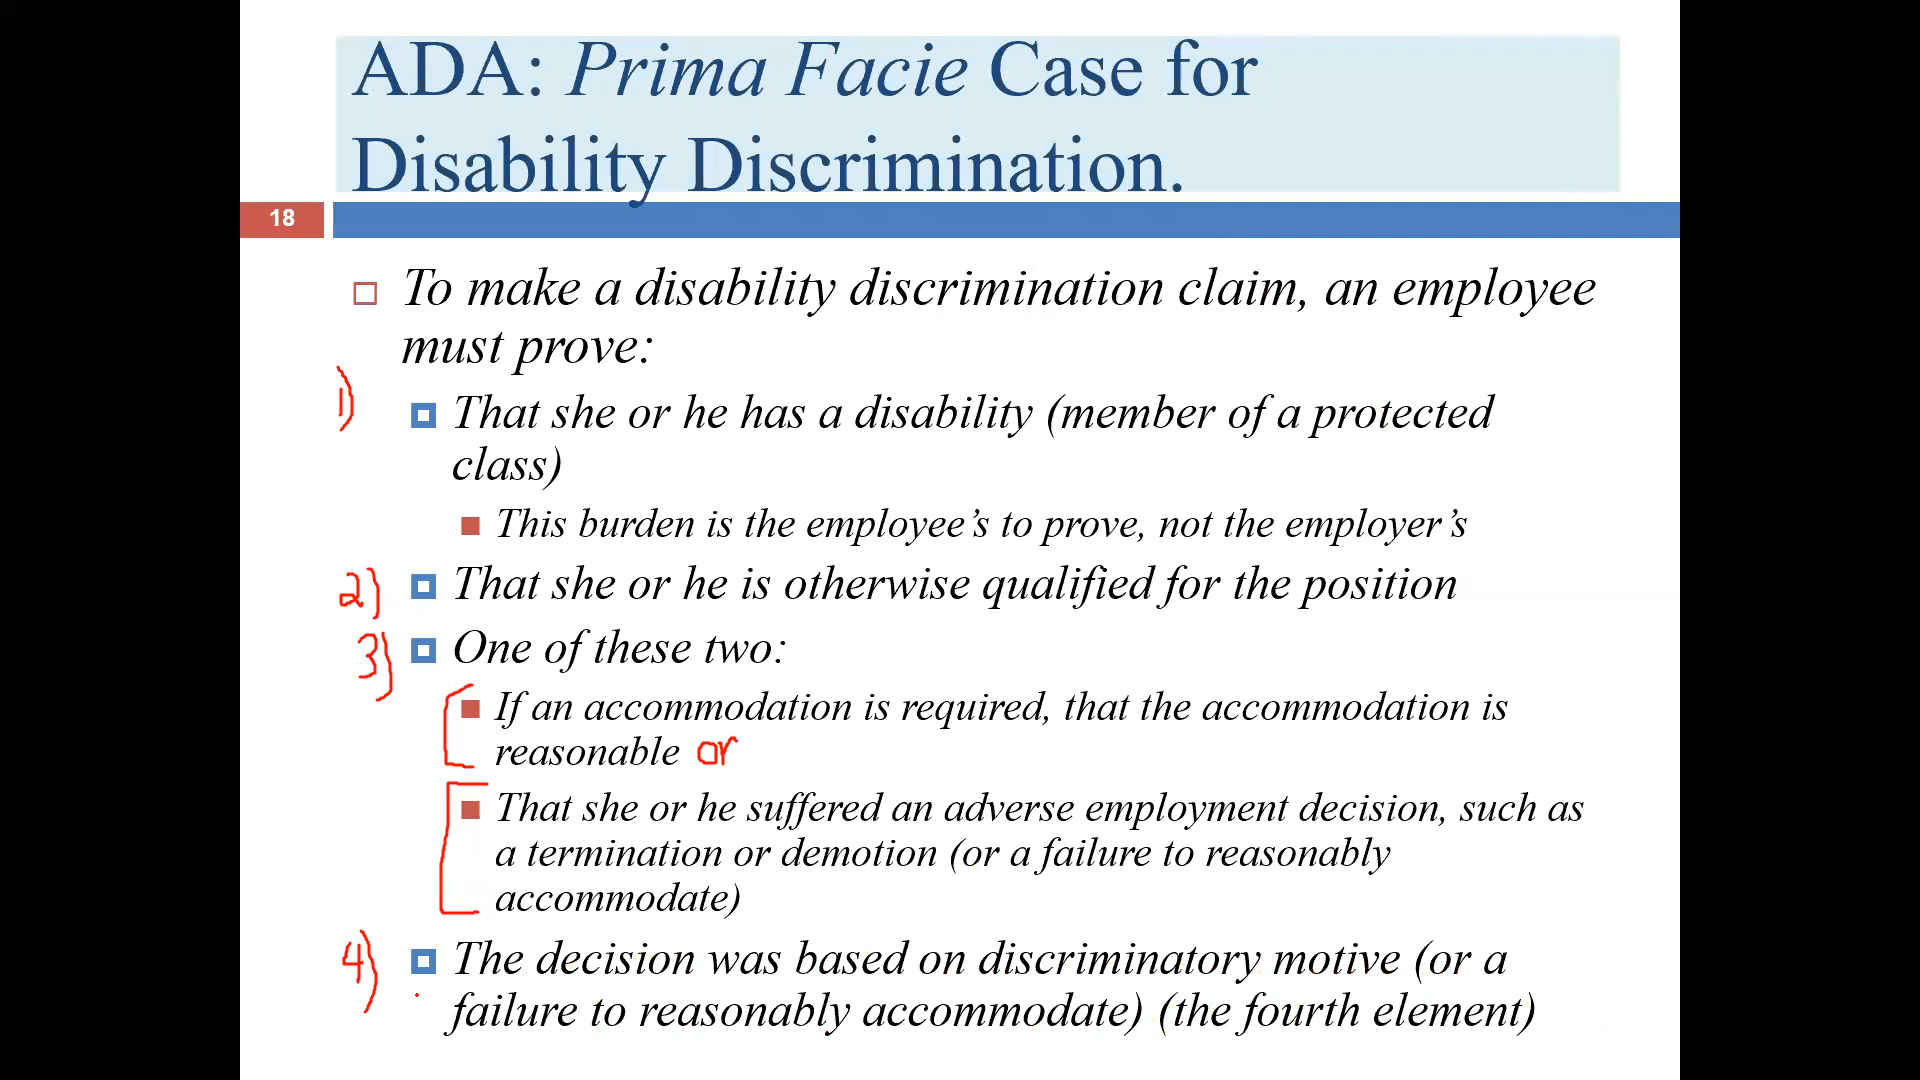 ADA: Prima Facie Case for
Disability Discrimination.
18
To make a disability discrimination claim, an employee
must prove:
1) That she or he has a disability (member of a protected
class)
This burden is the employee’s to prove, not the employer’s
2) That she or he is otherwise qualified for the position
3) One of these two:
If an accommodation is required, that the accommodation is
reasonable or
That she or he suffered an adverse employment decision, such as
a termination or demotion (or a failure to reasonably
accommodate)
4) The decision was based on discriminatory motive (or a
failure to reasonably accommodate) (the fourth element)